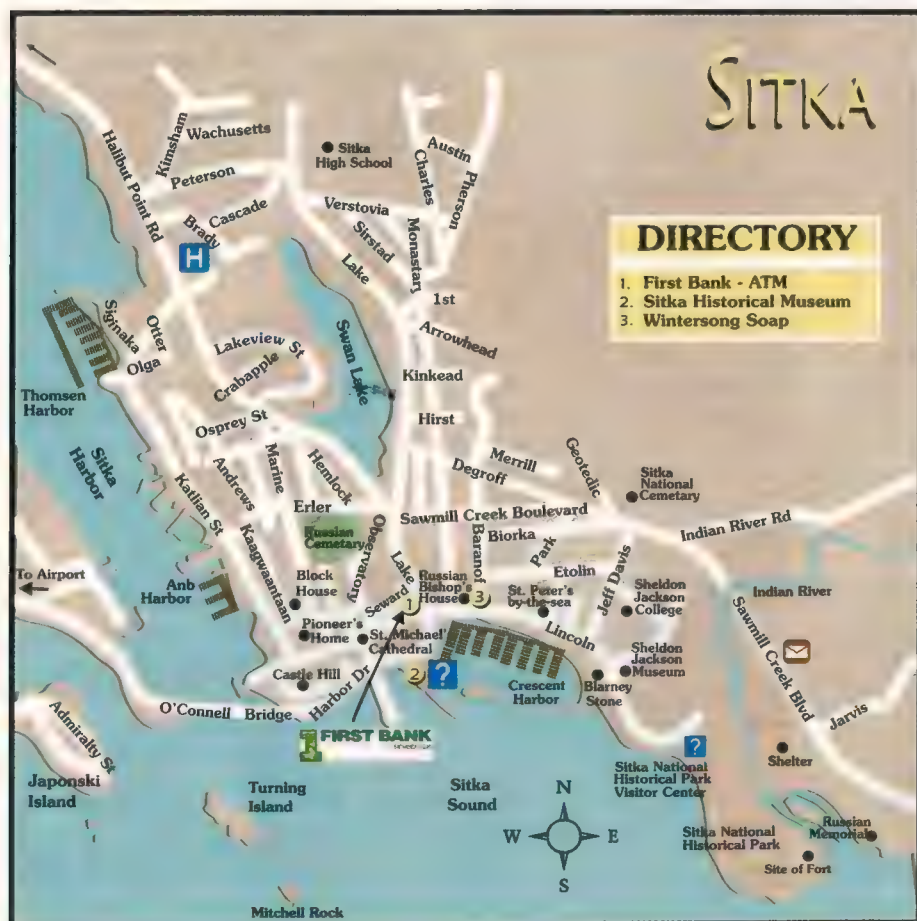 SITKA
DIRECTORY
1. First Bank - ATM
2. Sitka Historical Museum
3. Wintersong Soap
Halibut Point Rd
Kimsham
Wachusetts
Peterson
Sitka
High School
Charles
Austin
Pherson
Verstovia
Cascade
Brady
H
Sirstad
Monastary
Lake
1st
Arrowhead
Siginaka
Otter
Olga
Lakeview St
Crabapple
Swan Lake
Kinkead
Thomsen
Harbor
Osprey St
Hirst
Sitka
Harbor
Andrews
Marine
Hemlock
Merrill
Degroff
Geotedic
Sitka
National
Cemetary
Katlian St
Erler
Sawmill Creek Boulevard
Indian River Rd
Russian
Cemetary
Observatory
Baranof
Biorka
Kaagwaantaan
Park
Etolin
To Airport
Anb
Harbor
Block
House
Lake
Seward
Russian
Bishop's
House
1
3
St. Peter's
by-the-sea
Jeff Davis
Sheldon
Jackson
College
Indian River
Sawmill Creek Blvd
Pioneer's
Home
St. Michael'
Cathedral
Lincoln
Sheldon
Jackson
Museum
Castle Hill
Harbor Dr
2
?
Crescent
Harbor
Blarney
Stone
Jarvis
O'Connell Bridge
Admiralty St
FIRST BANK
?
Sitka National
Historical Park
Visitor Center
Shelter
Japonski
Island
Turning
Island
Sitka
Sound
N
W
E
S
Sitka National
Historical Park
Russian
Memorial
Site of Fort
Mitchell Rock